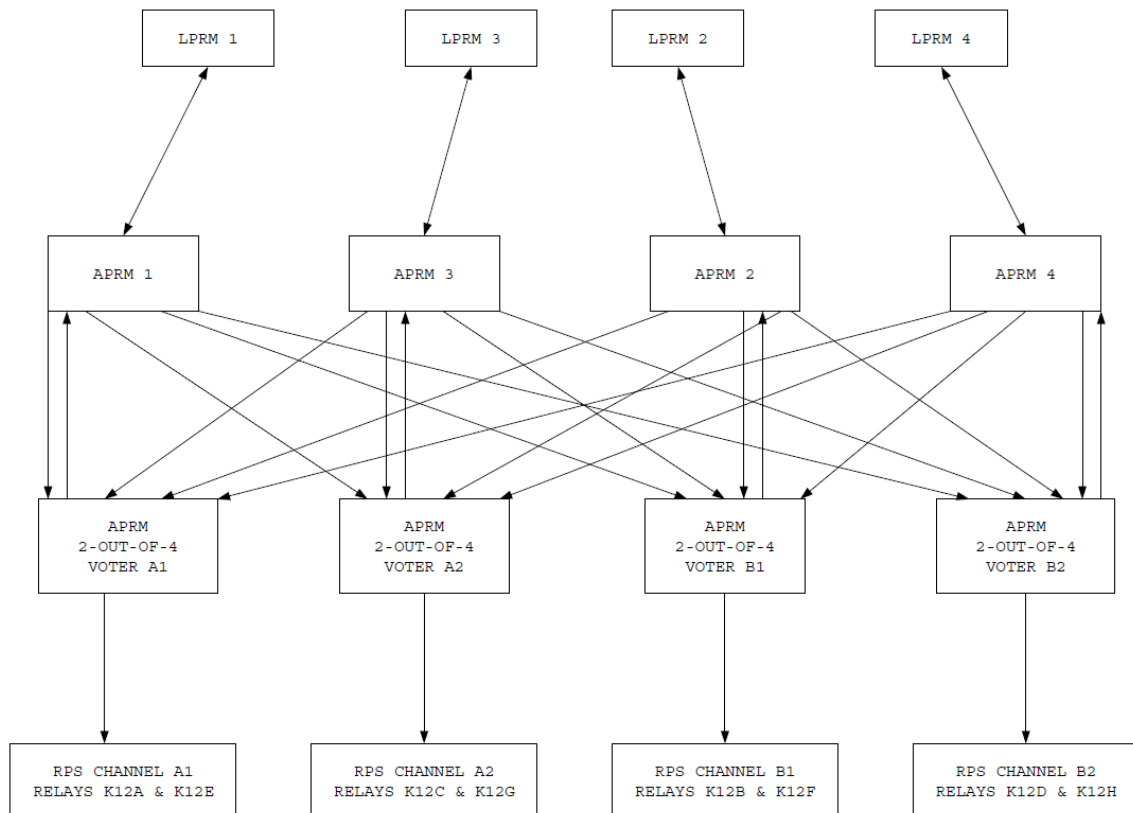 LPRM 1
LPRM 3
LPRM 2
LPRM 4
APRM 1
APRM 3
APRM 2
APRM 4
APRM
2-OUT-OF-4
VOTER A1
APRM
2-OUT-OF-4
VOTER A2
APRM
2-OUT-OF-4
VOTER B1
APRM
2-OUT-OF-4
VOTER B2
RPS CHANNEL A1
RELAYS K12A & K12E
RPS CHANNEL A2
RELAYS K12C & K12G
RPS CHANNEL B1
RELAYS K12B & K12F
RPS CHANNEL B2
RELAYS K12D & K12H